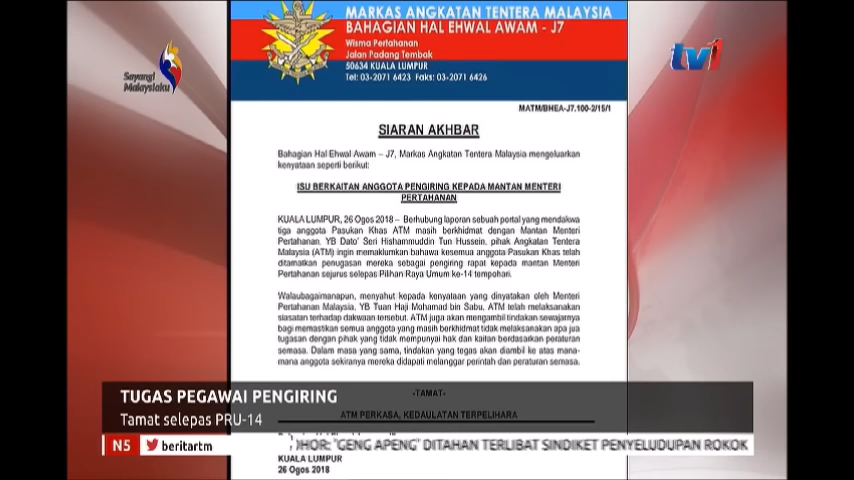 MARKAS ANGKATAN TENTERA MALAYSIA
BAHAGIAN HAL EHWAL AWAM - J7
Wisma Pertahanan
Jalan Padang Tembak
50634 KUALA LUMPUR
Tel: 03-2071 6423 Faks: 03-2071 6426
Sayangi
Malaysiaku
tv1
MATM/BHEA-J7.100-2/15/1
SIARAN AKHBAR
Bahagian Hal Ehwal Awam – J7, Markas Angkatan Tentera Malaysia mengeluarkan
kenyataan seperti berikut:
ISU BERKAITAN ANGGOTA PENGIRING KEPADA MANTAN MENTERI
PERTAHANAN
KUALA LUMPUR, 26 Ogos 2018 – Berhubung laporan sebuah portal yang mendakwa
tiga anggota Pasukan Khas ATM masih berkhidmat dengan Mantan Menteri
Pertahanan, YB Dato' Seri Hishammuddin Tun Hussein, pihak Angkatan Tentera
Malaysia (ATM) ingin memaklumkan bahawa kesemua anggota Pasukan Khas telah
ditamatkan penugasan mereka sebagai pengiring rapat kepada mantan Menteri
Pertahanan sejurus selepas Pilihan Raya Umum ke-14 tempohari.
Walaubagaimanapun, menyahut kepada kenyataan yang dinyatakan oleh Menteri
Pertahanan Malaysia, YB Tuan Haji Mohamad bin Sabu, ATM telah melaksanakan
siasatan terhadap dakwaan tersebut. ATM juga akan mengambil tindakan sewajarnya
bagi memastikan semua anggota yang masih berkhidmat tidak melaksanakan apa jua
tugasan dengan pihak yang tidak mempunyai hak dan kaitan berdasarkan peraturan
semasa. Dalam masa yang sama, tindakan yang tegas akan diambil ke atas mana-
mana anggota sekiranya mereka didapati melanggar perintah dan peraturan semasa.
-TAMAT-
ATM PERKASA, KEDAULATAN TERPELIHARA
TUGAS PEGAWAI PENGIRING
Tamat selepas PRU-14
N5 beritartm
OHOR: "GENG APENG" DITAHAN TERLIBAT SINDIKET PENYELUDUPAN ROKOK
KUALA LUMPUR
26 Ogos 2018